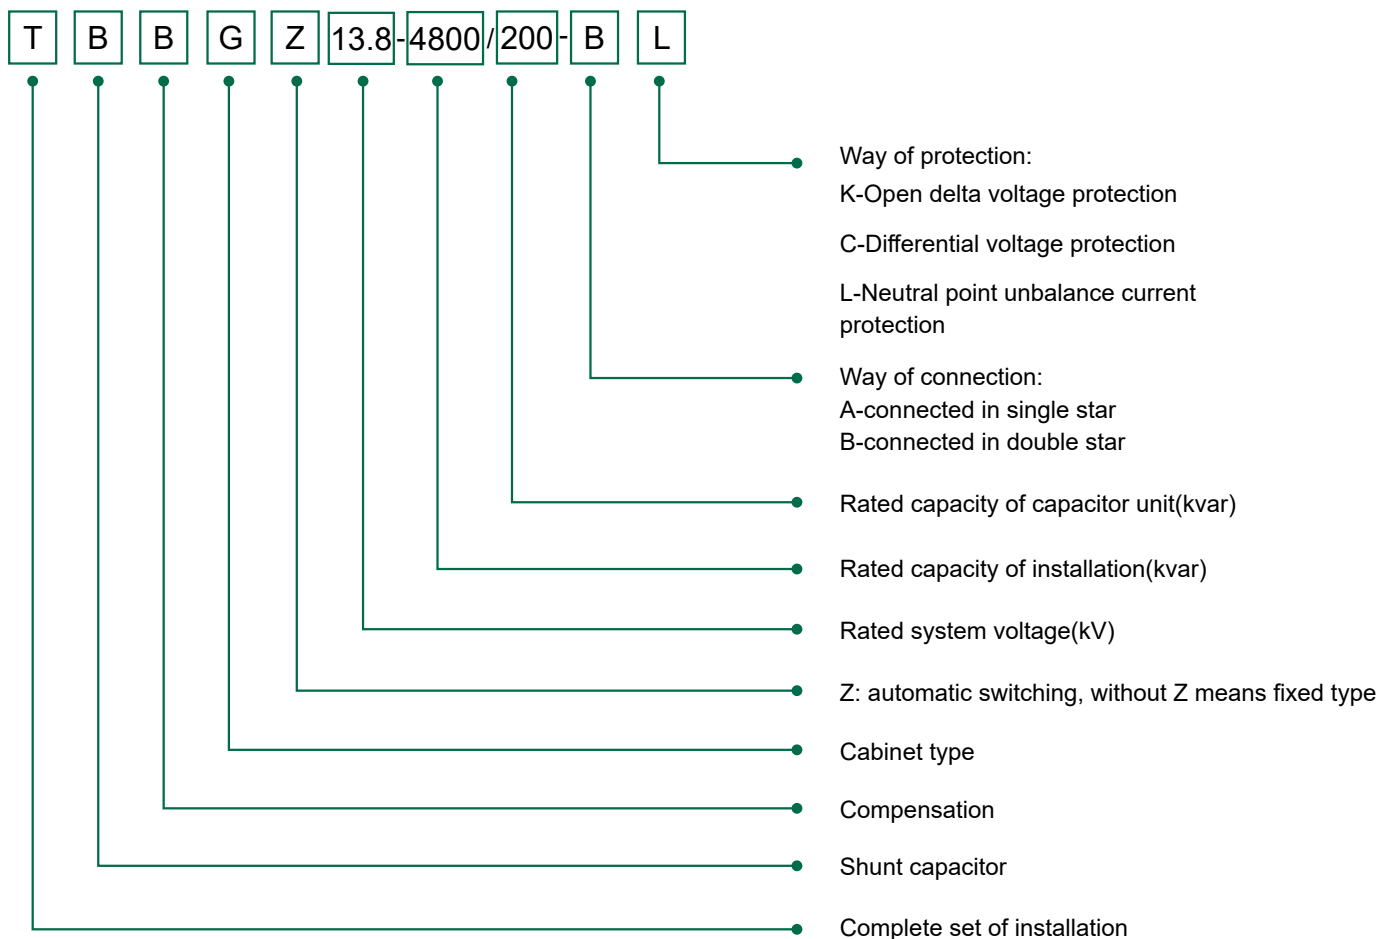 T B B G Z 13.8-4800/200-B L
Way of protection:
K-Open delta voltage protection
C-Differential voltage protection
L-Neutral point unbalance current
protection
Way of connection:
A-connected in single star
B-connected in double star
Rated capacity of capacitor unit(kvar)
Rated capacity of installation(kvar)
Rated system voltage(kV)
Z: automatic switching, without Z means fixed type
Cabinet type
Compensation
Shunt capacitor
Complete set of installation